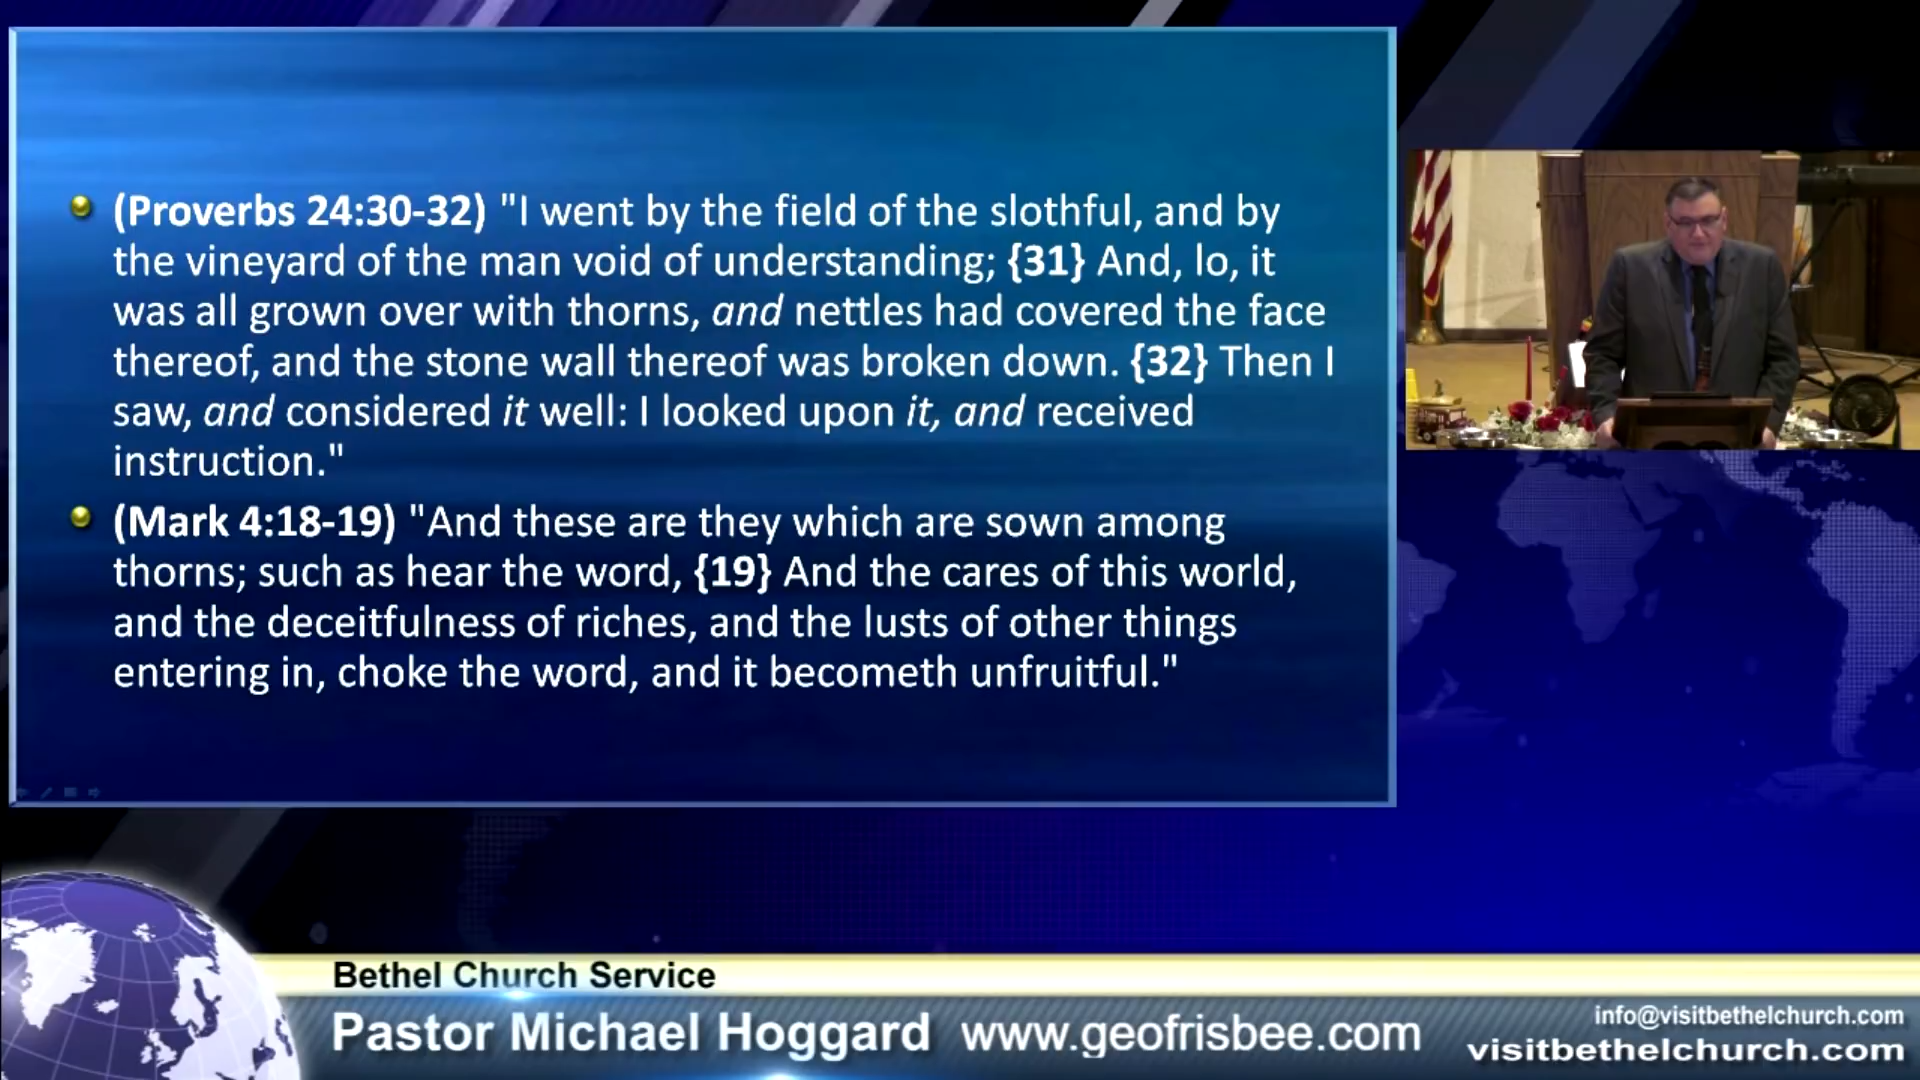 (Proverbs 24:30-32) "I went by the field of the slothful, and by
the vineyard of the man void of understanding; {31} And, lo, it
was all grown over with thorns, and nettles had covered the face
thereof, and the stone wall thereof was broken down. {32} Then I
saw, and considered it well: I looked upon it, and received
instruction."
(Mark 4:18-19) "And these are they which are sown among
thorns; such as hear the word, {19} And the cares of this world,
and the deceitfulness of riches, and the lusts of other things
entering in, choke the word, and it becometh unfruitful."
Bethel Church Service
Pastor Michael Hoggard www.geofrisbee.com
info@visitbethelchurch.com
visitbethelchurch.com